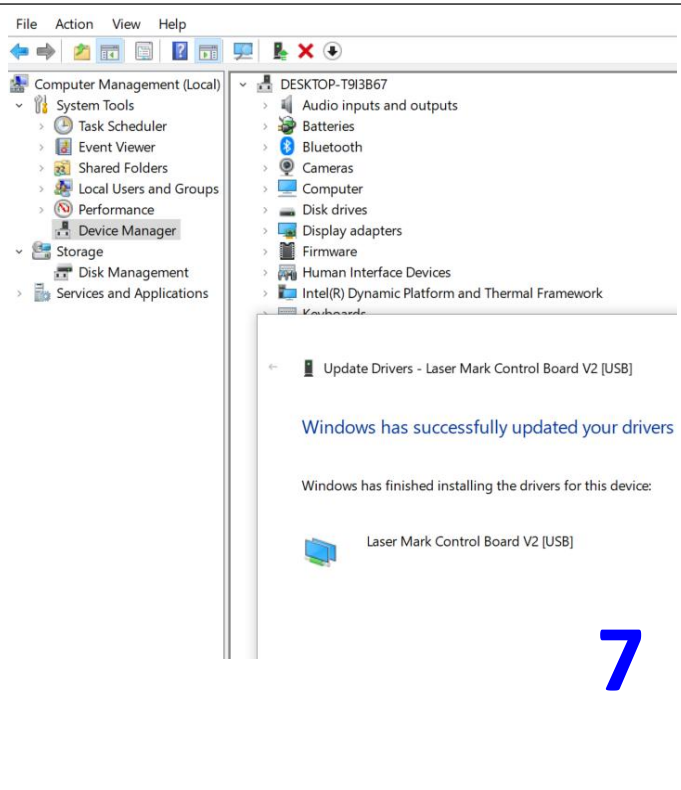 File Action View Help
Computer Management (Local)
System Tools
Task Scheduler
Event Viewer
Shared Folders
Local Users and Groups
Performance
Device Manager
Storage
Disk Management
Services and Applications
DESKTOP-T9I3B67
Audio inputs and outputs
Batteries
Bluetooth
Cameras
Computer
Disk drives
Display adapters
Firmware
Human Interface Devices
Intel(R) Dynamic Platform and Thermal Framework
Keyboards
Update Drivers - Laser Mark Control Board V2 [USB]
Windows has successfully updated your drivers
Windows has finished installing the drivers for this device:
Laser Mark Control Board V2 [USB]
7